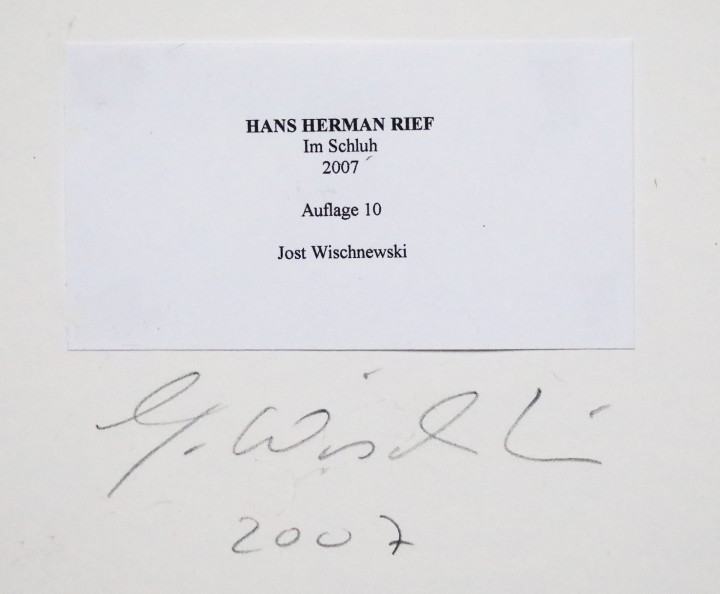 HANS HERMAN RIEF
Im Schluh
2007
Auflage 10
Jost Wischnewski
2007